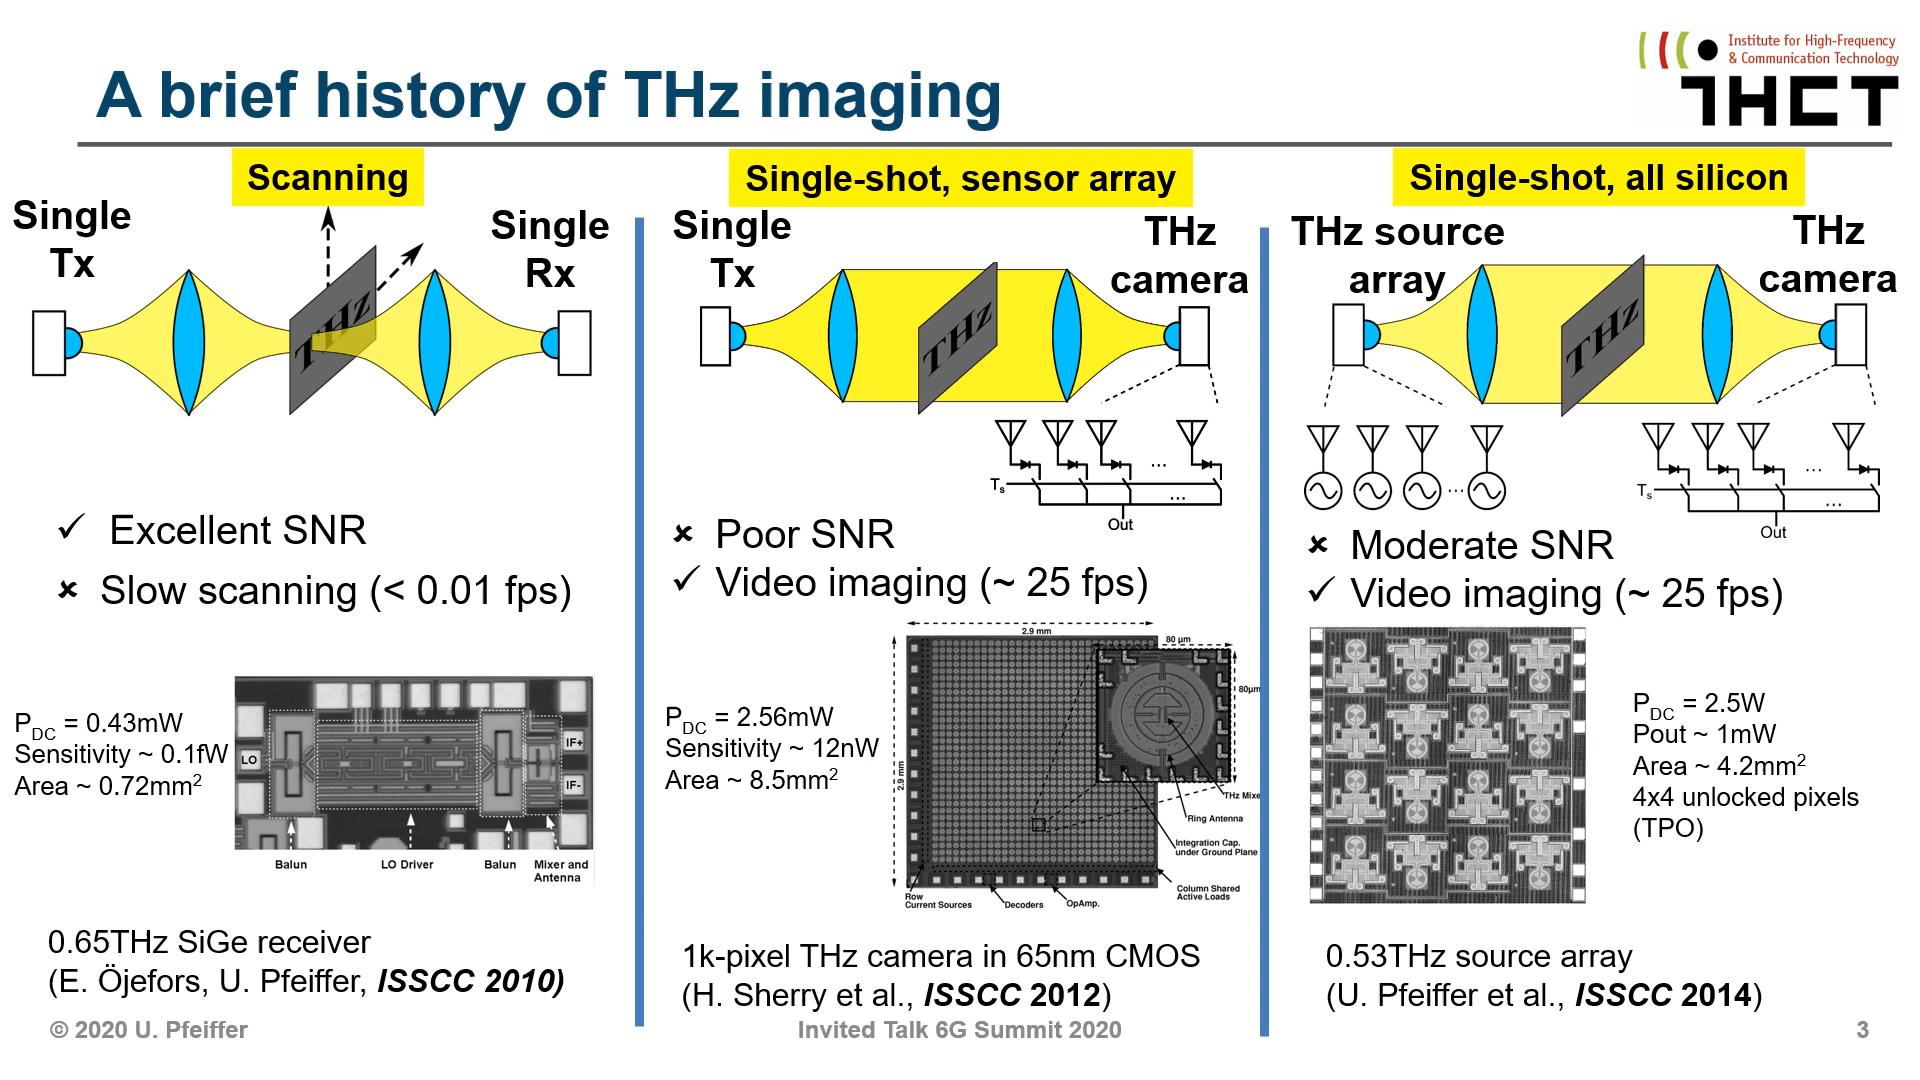 Institute for High-Frequency
& Communication Technology
IHCT
A brief history of THz imaging
Scanning
Single
Tx
Single
Rx
THz
✓ Excellent SNR
× Slow scanning (< 0.01 fps)
PDC = 0.43mW
Sensitivity ~ 0.1fW
Area ~ 0.72mm2
LO
IF+
IF-
Balun
LO Driver
Balun
Mixer and
Antenna
0.65THz SiGe receiver
(E. Öjefors, U. Pfeiffer, ISSCC 2010)
Single-shot, sensor array
Single
Tx
THz
camera
THz
...
Ts
...
Out
× Poor SNR
✓ Video imaging (~ 25 fps)
PDC = 2.56mW
Sensitivity ~ 12nW
Area ~ 8.5mm2
2.9 mm
80 µm
80µm
2.9 mm
THz Mixe
Ring Antenna
Integration Cap.
under Ground Plane
Column Shared
Active Loads
Row
Current Sources
Decoders
OpAmp.
1k-pixel THz camera in 65nm CMOS
(H. Sherry et al., ISSCC 2012)
Single-shot, all silicon
THz source
array
THz
camera
THz
...
...
Ts
...
Out
× Moderate SNR
✓ Video imaging (~ 25 fps)
PDC = 2.5W
Pout ~ 1mW
Area ~ 4.2mm2
4x4 unlocked pixels
(TPO)
0.53THz source array
(U. Pfeiffer et al., ISSCC 2014)
© 2020 U. Pfeiffer
Invited Talk 6G Summit 2020
3